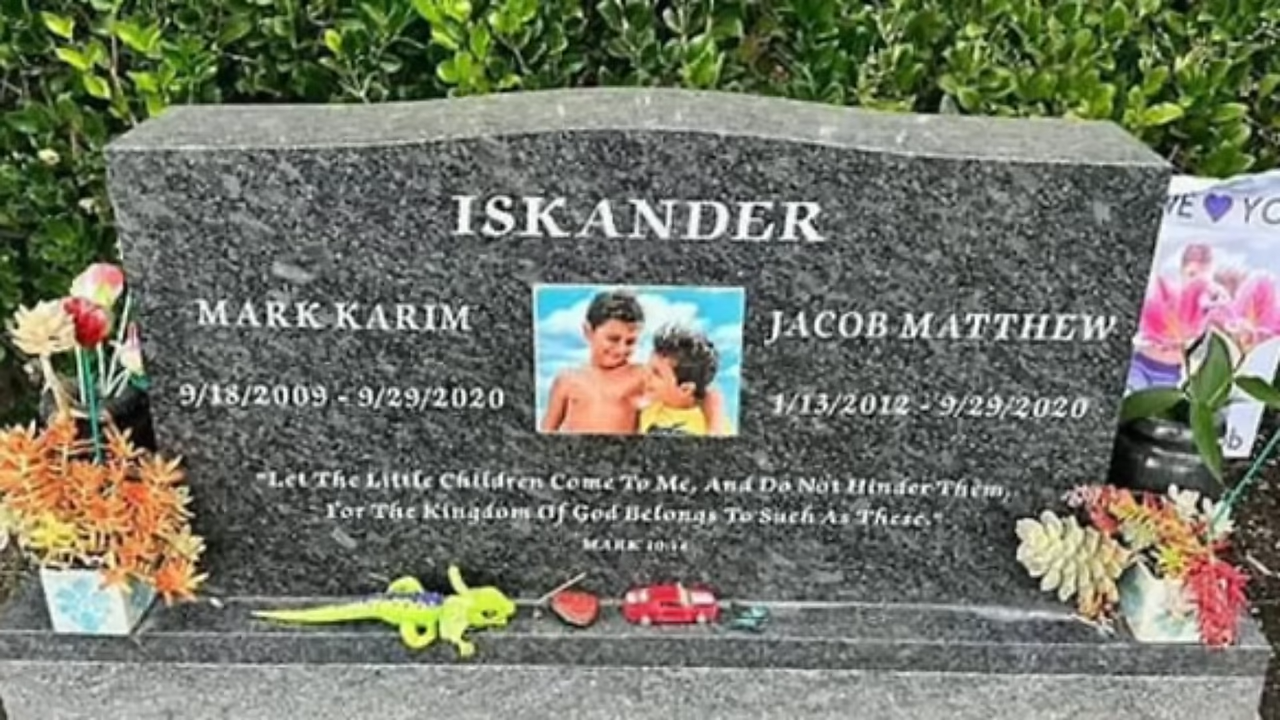 ISKANDER
MARK KARIM
9/18/2009 - 9/29/2020
JACOB MATTHEW
1/13/2012 - 9/29/2020
"Let The Little Children Come To Me, And Do Not Hinder Them,
For The Kingdom Of God Belongs To Such As These."
MARK 10:14